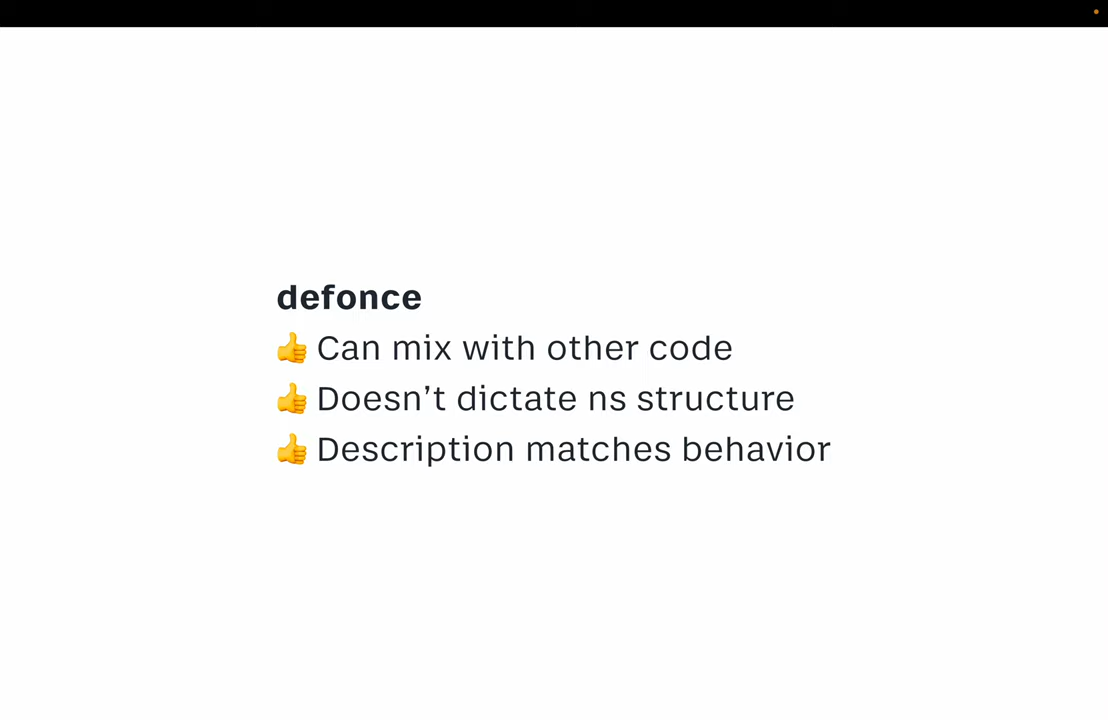 defonce
👍 Can mix with other code
👍 Doesn’t dictate ns structure
👍 Description matches behavior